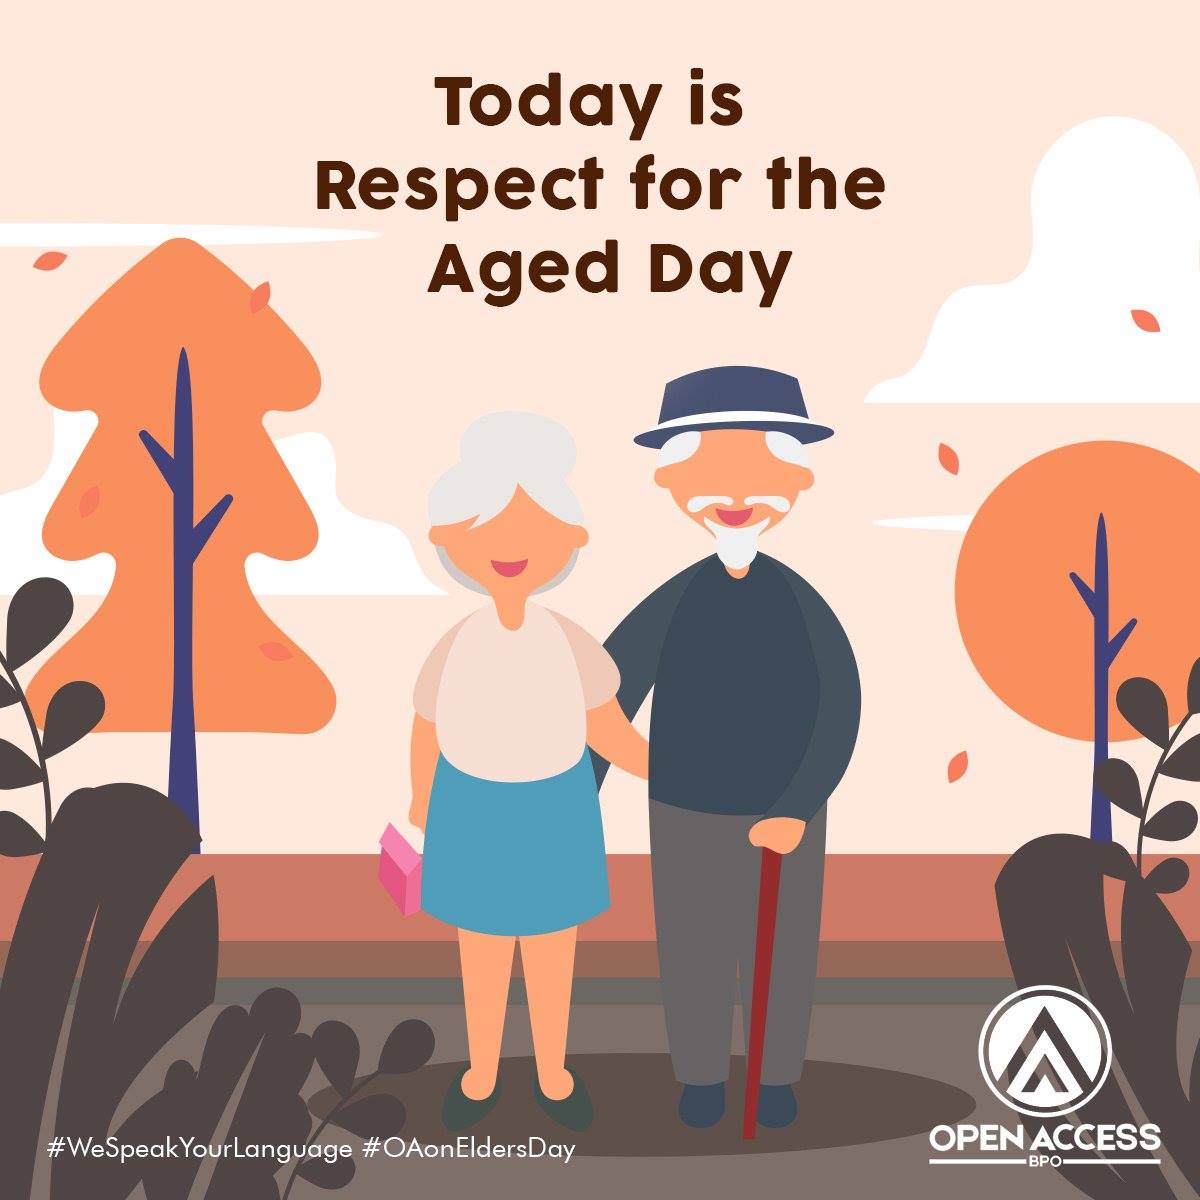 Today is
Respect for the
Aged Day
#WeSpeakYourLanguage #OAonEldersDay
OPEN ACCESS
BPO